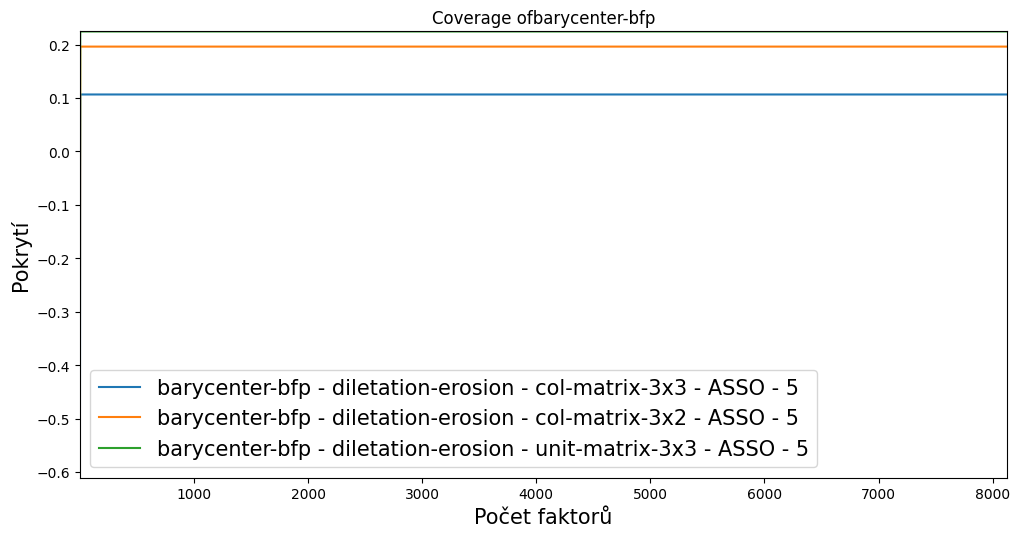 Coverage ofbarycenter-bfp
0.2
0.1
0.0
−0.1
−0.2
−0.3
−0.4
−0.5
−0.6
Pokrytí
barycenter-bfp - diletation-erosion - col-matrix-3x3 - ASSO - 5
barycenter-bfp - diletation-erosion - col-matrix-3x2 - ASSO - 5
barycenter-bfp - diletation-erosion - unit-matrix-3x3 - ASSO - 5
1000 2000 3000 4000 5000 6000 7000 8000
Počet faktorů